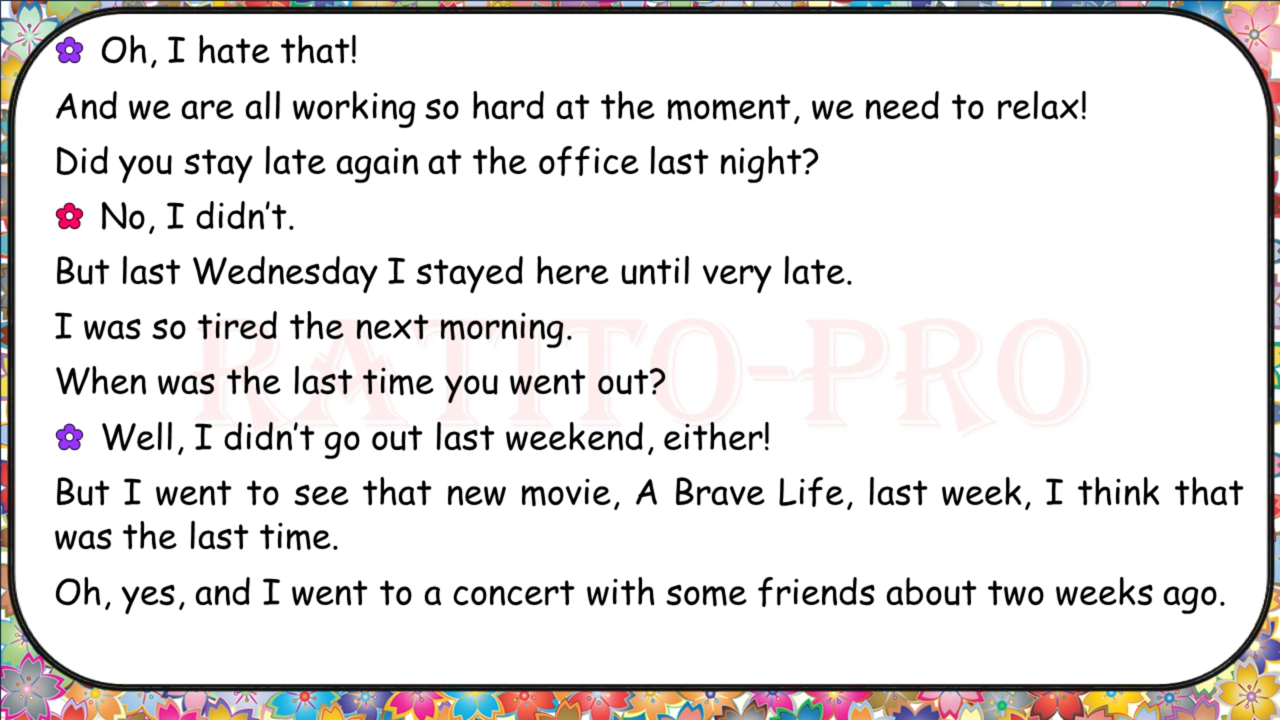 Oh, I hate that!
And we are all working so hard at the moment, we need to relax!
Did you stay late again at the office last night?
No, I didn't.
But last Wednesday I stayed here until very late.
I was so tired the next morning.
When was the last time you went out?
Well, I didn't go out last weekend, either!
But I went to see that new movie, A Brave Life, last week, I think that
was the last time.
Oh, yes, and I went to a concert with some friends about two weeks ago.
RATITO-PRO